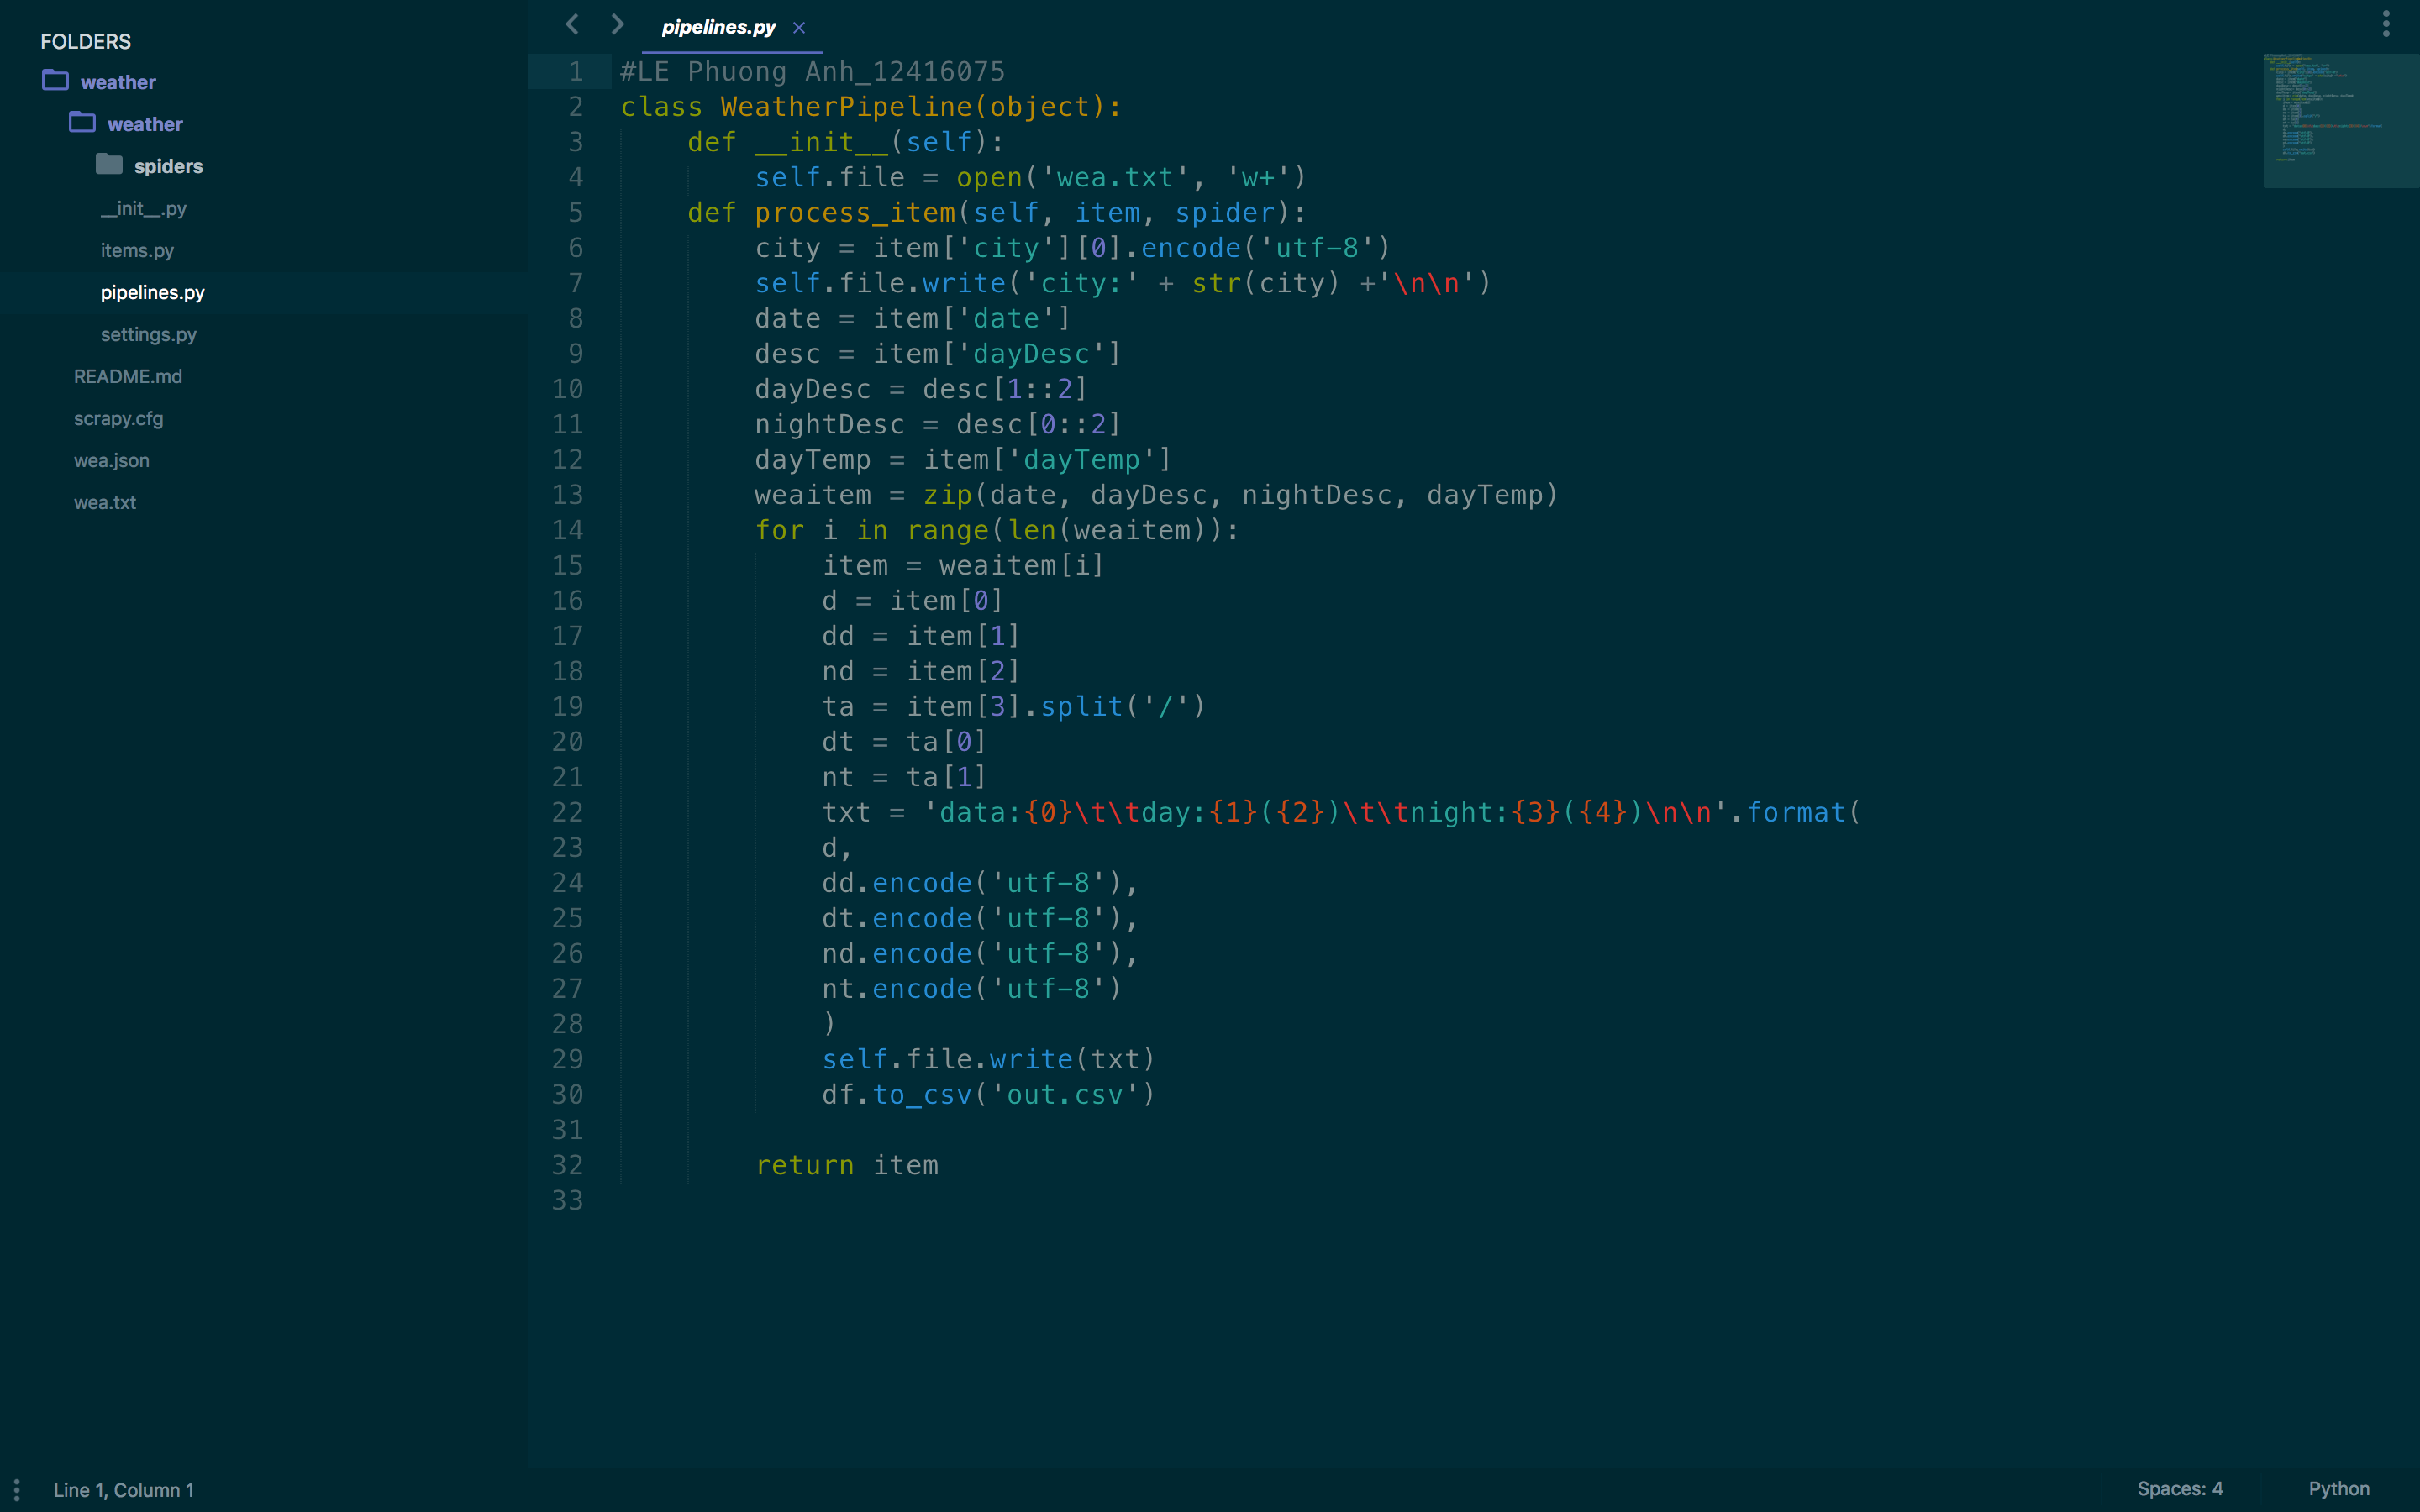 FOLDERS
weather
weather
spiders
__init__.py
items.py
pipelines.py
settings.py
README.md
scrapy.cfg
wea.json
wea.txt
pipelines.py ×
1 #LE Phuong Anh_12416075
2 class WeatherPipeline(object):
3     def __init__(self):
4         self.file = open('wea.txt', 'w+')
5     def process_item(self, item, spider):
6         city = item['city'][0].encode('utf-8')
7         self.file.write('city:' + str(city) +'\n\n')
8         date = item['date']
9         desc = item['dayDesc']
10         dayDesc = desc[1::2]
11         nightDesc = desc[0::2]
12         dayTemp = item['dayTemp']
13         weaitem = zip(date, dayDesc, nightDesc, dayTemp)
14         for i in range(len(weaitem)):
15             item = weaitem[i]
16             d = item[0]
17             dd = item[1]
18             nd = item[2]
19             ta = item[3].split('/')
20             dt = ta[0]
21             nt = ta[1]
22             txt = 'data:{0}\t\tday:{1}({2})\t\tnight:{3}({4})\n\n'.format(
23             d,
24             dd.encode('utf-8'),
25             dt.encode('utf-8'),
26             nd.encode('utf-8'),
27             nt.encode('utf-8')
28             )
29             self.file.write(txt)
30             df.to_csv('out.csv')
31
32         return item
33
Line 1, Column 1
Spaces: 4
Python